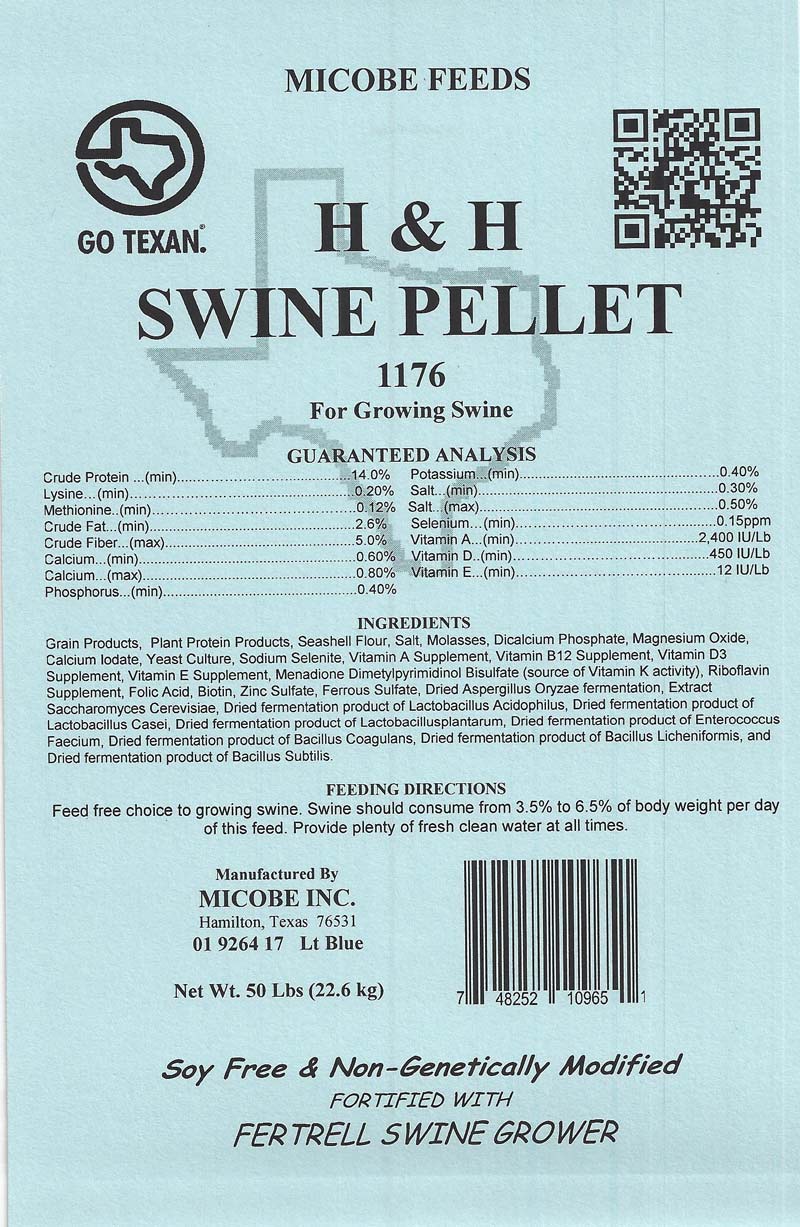 MICOBE FEEDS
GO TEXAN.®
H & H
SWINE PELLET
1176
For Growing Swine
GUARANTEED ANALYSIS
Crude Protein ...(min)..............................................14.0%
Lysine...(min)..........................................................0.20%
Methionine..(min).....................................................0.12%
Crude Fat...(min).....................................................2.6%
Crude Fiber...(max)..................................................5.0%
Calcium...(min)........................................................0.60%
Calcium...(max).......................................................0.80%
Phosphorus...(min)...................................................0.40%
Potassium...(min).....................................................0.40%
Salt...(min)..............................................................0.30%
Salt...(max).............................................................0.50%
Selenium...(min)......................................................0.15ppm
Vitamin A...(min)..................................................2,400 IU/Lb
Vitamin D..(min).....................................................450 IU/Lb
Vitamin E...(min)......................................................12 IU/Lb
INGREDIENTS
Grain Products, Plant Protein Products, Seashell Flour, Salt, Molasses, Dicalcium Phosphate, Magnesium Oxide,
Calcium Iodate, Yeast Culture, Sodium Selenite, Vitamin A Supplement, Vitamin B12 Supplement, Vitamin D3
Supplement, Vitamin E Supplement, Menadione Dimetylpyrimidinol Bisulfate (source of Vitamin K activity), Riboflavin
Supplement, Folic Acid, Biotin, Zinc Sulfate, Ferrous Sulfate, Dried Aspergillus Oryzae fermentation, Extract
Saccharomyces Cerevisiae, Dried fermentation product of Lactobacillus Acidophilus, Dried fermentation product of
Lactobacillus Casei, Dried fermentation product of Lactobacillusplantarum, Dried fermentation product of Enterococcus
Faecium, Dried fermentation product of Bacillus Coagulans, Dried fermentation product of Bacillus Licheniformis, and
Dried fermentation product of Bacillus Subtilis.
FEEDING DIRECTIONS
Feed free choice to growing swine. Swine should consume from 3.5% to 6.5% of body weight per day
of this feed. Provide plenty of fresh clean water at all times.
Manufactured By
MICOBE INC.
Hamilton, Texas 76531
01 9264 17 Lt Blue
Net Wt. 50 Lbs (22.6 kg)
7 48252 10965 1
Soy Free & Non-Genetically Modified
FORTIFIED WITH
FERTRELL SWINE GROWER